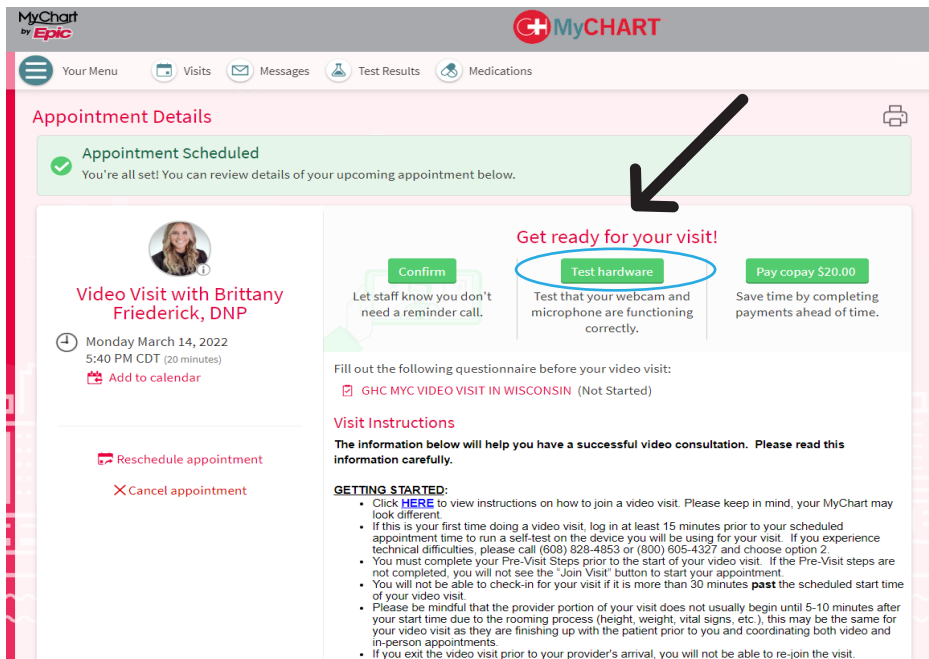 MyChart
by Epic
MyCHART
Your Menu
Visits
Messages
Test Results
Medications
Appointment Details
Appointment Scheduled
You're all set! You can review details of your upcoming appointment below.
Video Visit with Brittany
Friederick, DNP
Monday March 14, 2022
5:40 PM CDT (20 minutes)
Add to calendar
Reschedule appointment
Cancel appointment
Get ready for your visit!
Confirm
Let staff know you don't
need a reminder call.
Test hardware
Test that your webcam and
microphone are functioning
correctly.
Pay copay $20.00
Save time by completing
payments ahead of time.
Fill out the following questionnaire before your video visit:
GHC MYC VIDEO VISIT IN WISCONSIN (Not Started)
Visit Instructions
The information below will help you have a successful video consultation. Please read this
information carefully.
GETTING STARTED:
• Click HERE to view instructions on how to join a video visit. Please keep in mind, your MyChart may
look different.
• If this is your first time doing a video visit, log in at least 15 minutes prior to your scheduled
appointment time to run a self-test on the device you will be using for your visit. If you experience
technical difficulties, please call (608) 828-4853 or (800) 605-4327 and choose option 2.
• You must complete your Pre-Visit Steps prior to the start of your video visit. If the Pre-Visit steps are
not completed, you will not see the "Join Visit" button to start your appointment.
• You will not be able to check-in for your visit if it is more than 30 minutes past the scheduled start time
of your video visit.
• Please be mindful that the provider portion of your visit does not usually begin until 5-10 minutes after
your start time due to the rooming process (height, weight, vital signs, etc.), this may be the same for
your video visit as they are finishing up with the patient prior to you and coordinating both video and
in-person appointments.
• If you exit the video visit prior to your provider's arrival, you will not be able to re-join the visit.